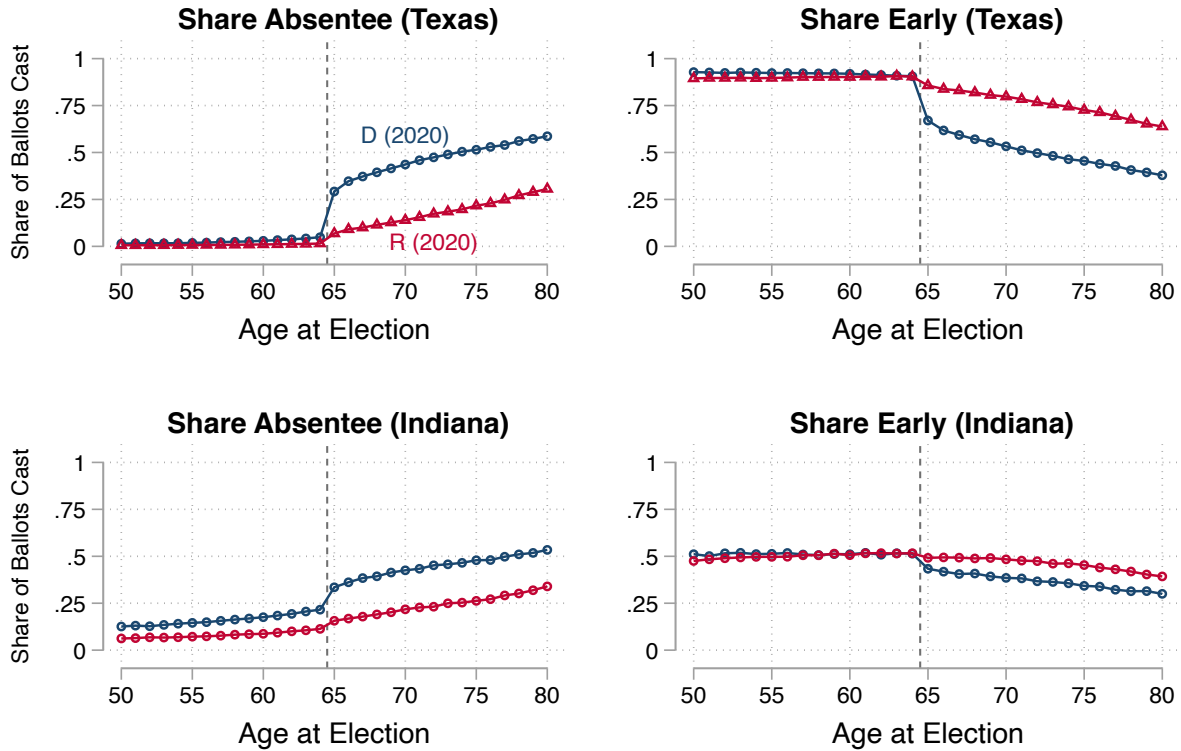 Share Absentee (Texas)
Share of Ballots Cast
1
.75
.5
.25
0
D (2020)
R (2020)
50 55 60 65 70 75 80
Age at Election
Share Early (Texas)
1
.75
.5
.25
0
50 55 60 65 70 75 80
Age at Election
Share Absentee (Indiana)
Share of Ballots Cast
1
.75
.5
.25
0
50 55 60 65 70 75 80
Age at Election
Share Early (Indiana)
1
.75
.5
.25
0
50 55 60 65 70 75 80
Age at Election